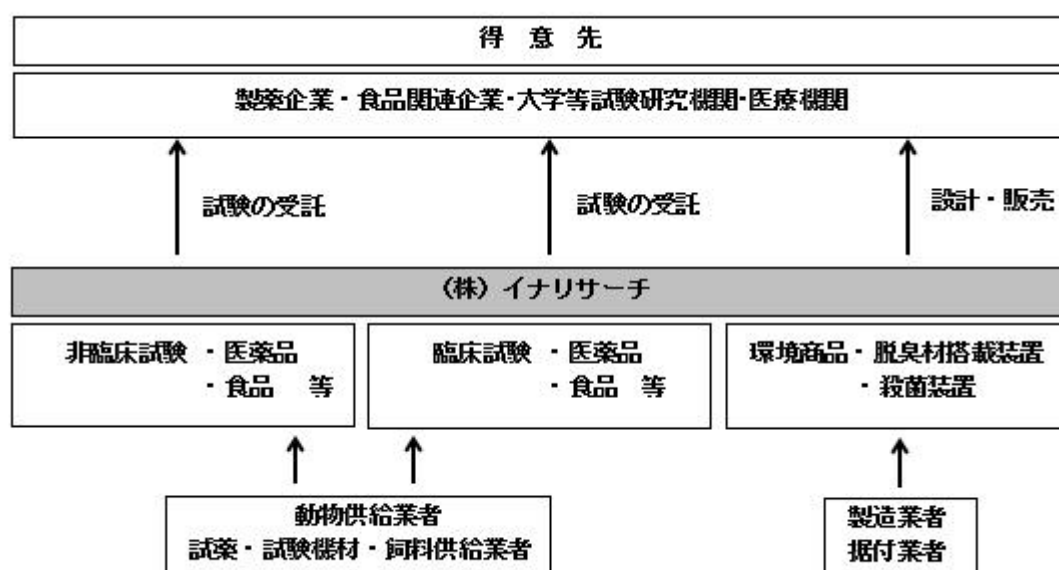 得 意 先
製薬企業・食品関連企業・大学等試験研究機関・医療機関
試験の受託
試験の受託
設計・販売
(株)イナリサーチ
非臨床試験 ・医薬品
・食品 等
臨床試験 ・医薬品
・食品 等
環境商品・脱臭材搭載装置
・殺菌装置
動物供給業者
試薬・試験機材・飼料供給業者
製造業者
据付業者